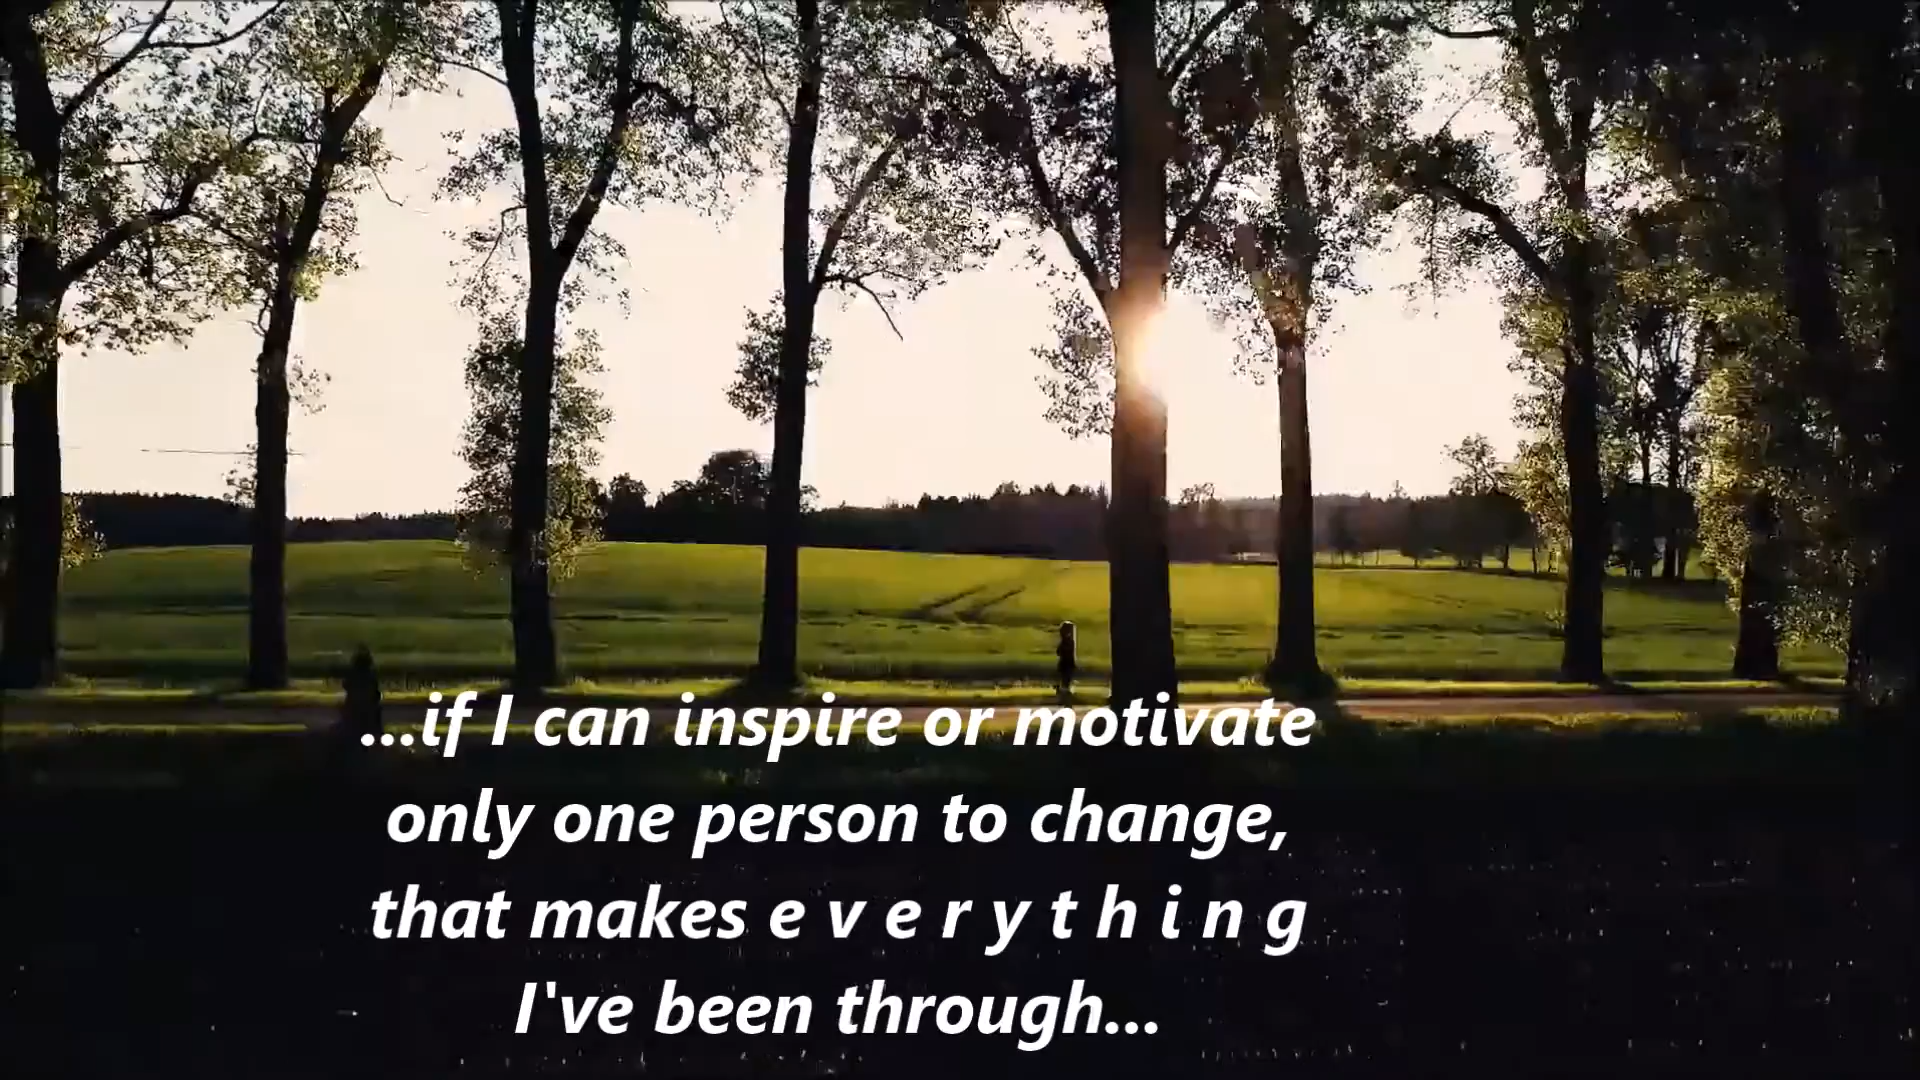 ...if I can inspire or motivate
only one person to change,
that makes e v e r y t h i n g
I've been through...